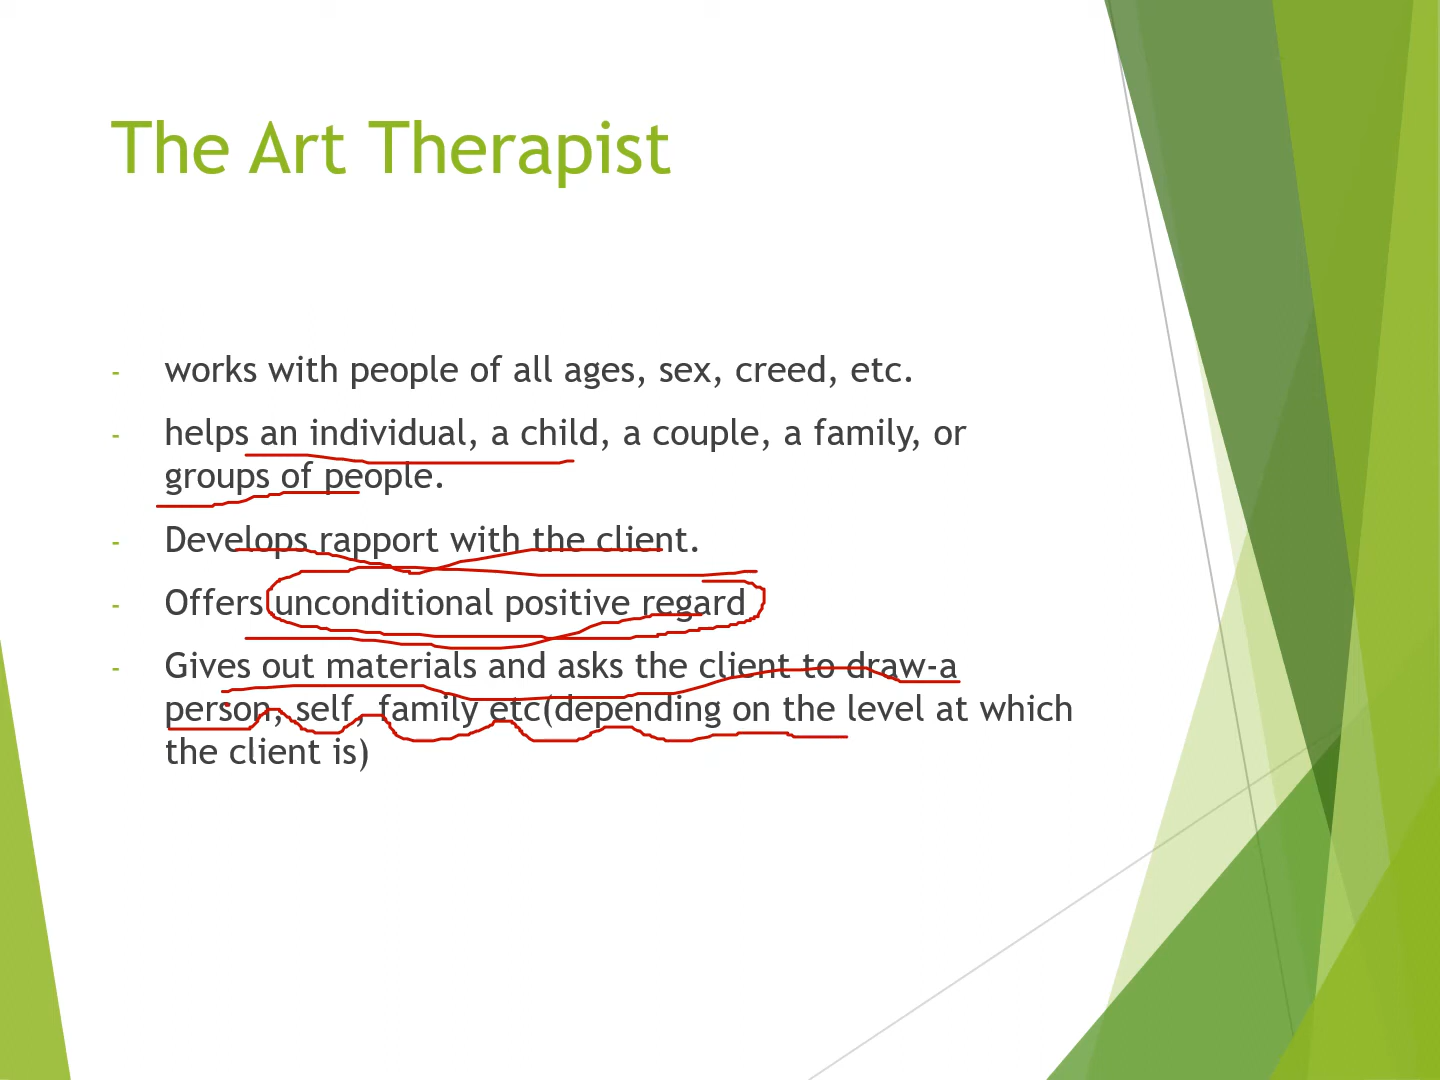 The Art Therapist
- works with people of all ages, sex, creed, etc.
- helps an individual, a child, a couple, a family, or
groups of people.
- Develops rapport with the client.
- Offers unconditional positive regard
- Gives out materials and asks the client to draw-a
person, self, family etc(depending on the level at which
the client is)